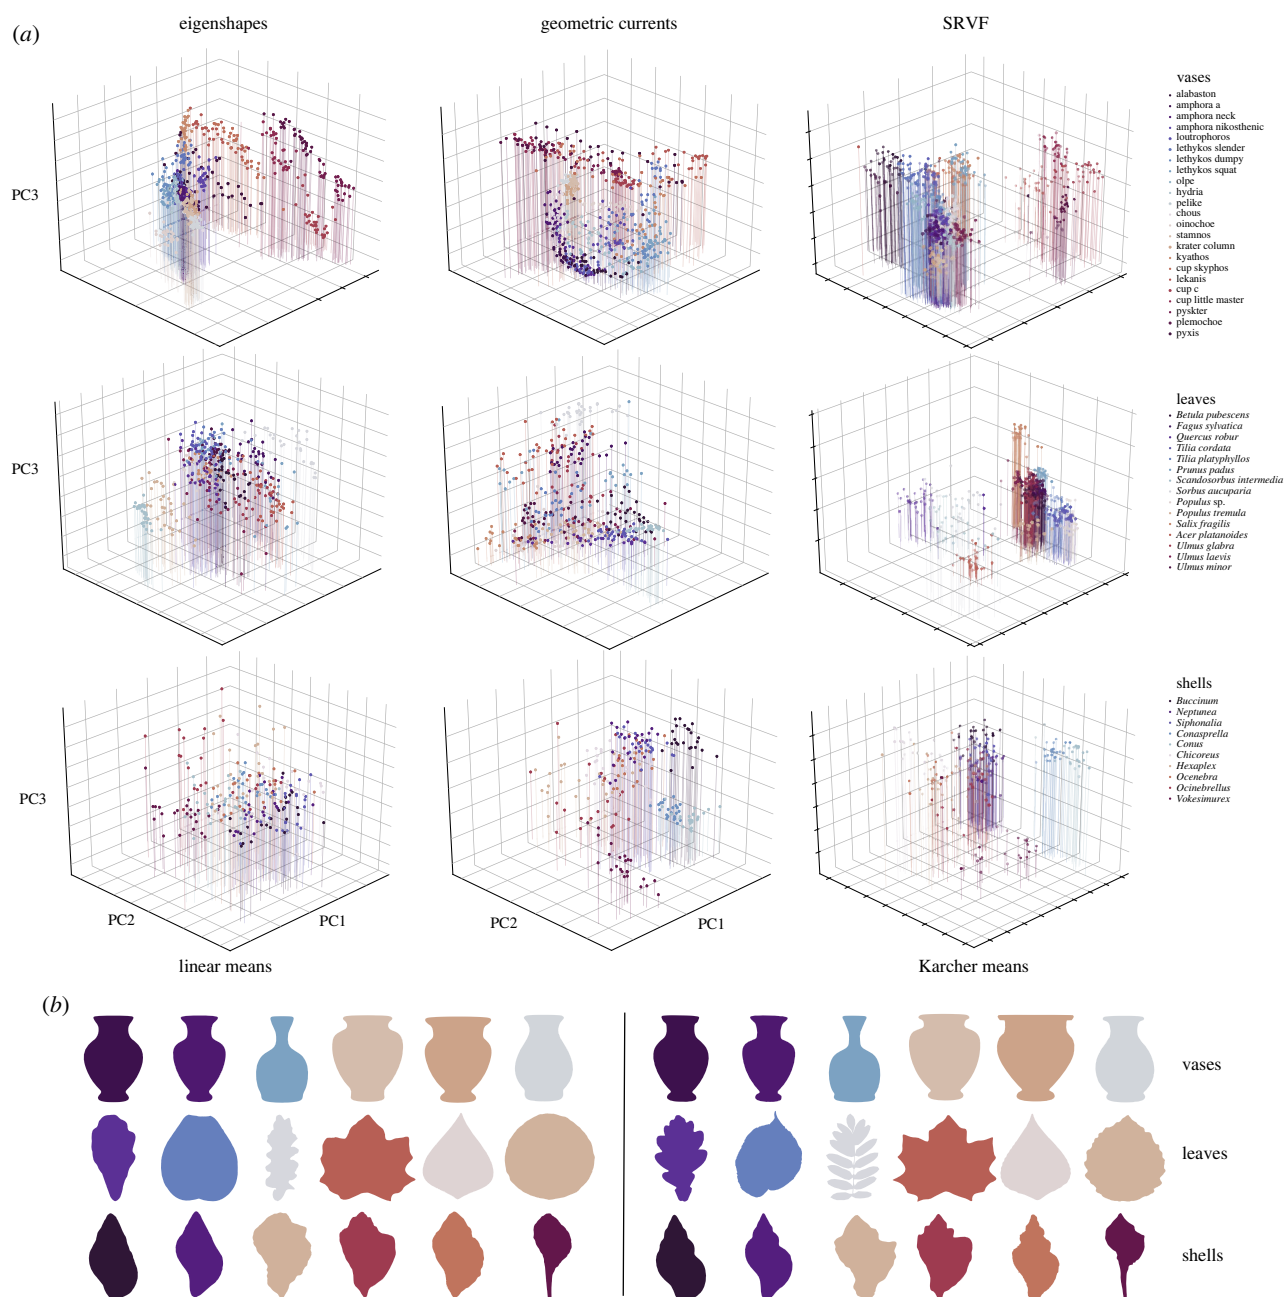 (a)
eigenshapes
geometric currents
SRVF
PC3
vases
alabaston
amphora a
amphora neck
amphora nikosthenic
loutrophoros
lethykos slender
lethykos dumpy
lethykos squat
olpe
hydria
pelike
chous
oinochoe
stamnos
krater column
kyathos
cup skyphos
lekanis
cup c
cup little master
pyskter
plemochoe
pyxis
PC3
leaves
Betula pubescens
Fagus sylvatica
Quercus robur
Tilia cordata
Tilia platyphyllos
Prunus padus
Scandosorbus intermedia
Sorbus aucuparia
Populus sp.
Populus tremula
Salix fragilis
Acer platanoides
Ulmus glabra
Ulmus laevis
Ulmus minor
PC3
shells
Buccinum
Neptunea
Siphonalia
Conasprella
Conus
Chicoreus
Hexaplex
Ocenebra
Ocinebrellus
Vokesimurex
PC2
PC1
PC2
PC1
linear means
Karcher means
(b)
vases
leaves
shells